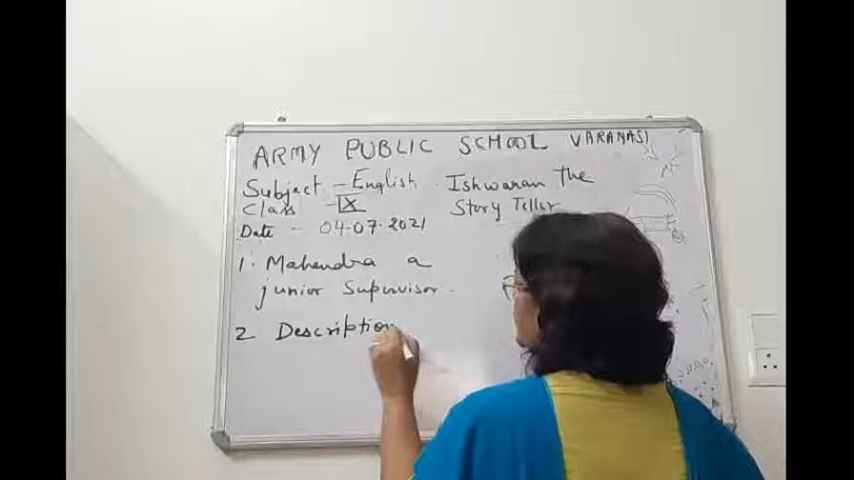 ARMY PUBLIC SCHOOL VARANASI
Subject - English . Ishwaran the
Class - IX Story Teller
Date - 04-07-2021
1. Mahendra a
junior Supervisor .
2 Description